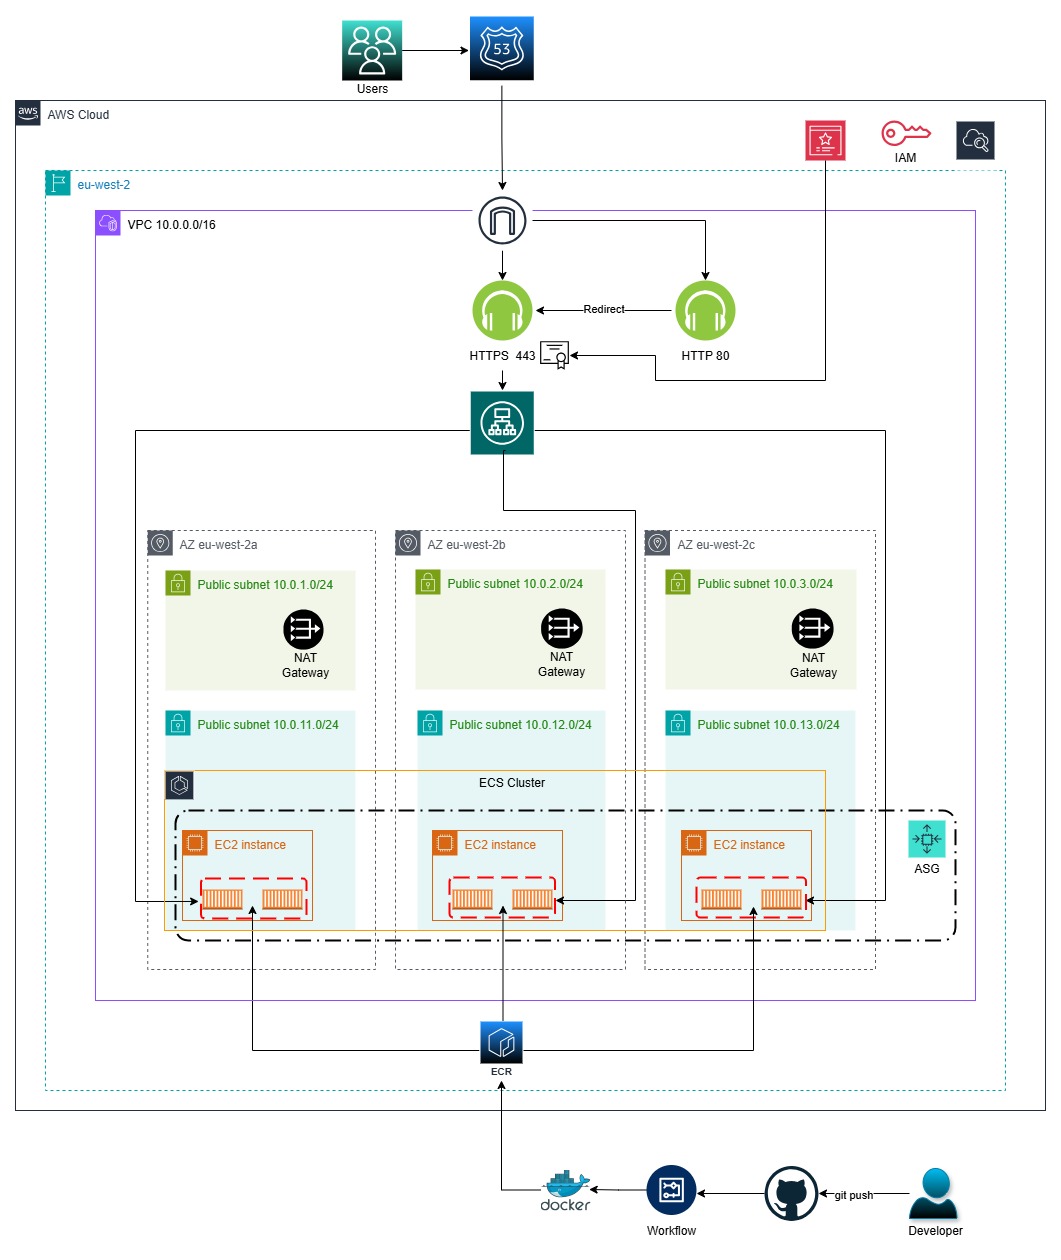 53
Users
aws
AWS Cloud
IAM
eu-west-2
VPC 10.0.0.0/16
Redirect
HTTPS 443
HTTP 80
AZ eu-west-2a
AZ eu-west-2b
AZ eu-west-2c
Public subnet 10.0.1.0/24
Public subnet 10.0.2.0/24
Public subnet 10.0.3.0/24
NAT
Gateway
NAT
Gateway
NAT
Gateway
Public subnet 10.0.11.0/24
Public subnet 10.0.12.0/24
Public subnet 10.0.13.0/24
ECS Cluster
EC2 instance
EC2 instance
EC2 instance
ASG
ECR
docker
git push
Workflow
Developer